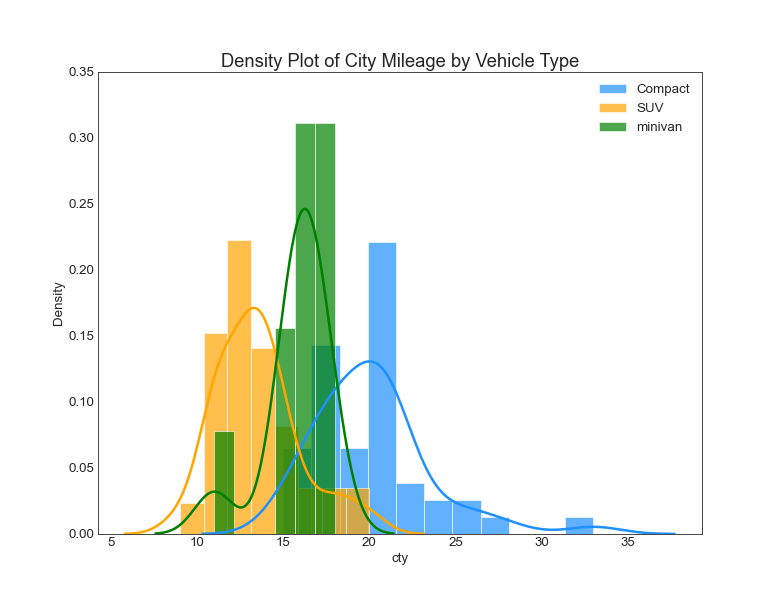 Density Plot of City Mileage by Vehicle Type
0.35
0.30
0.25
0.20
0.15
0.10
0.05
0.00
Density
Compact
SUV
minivan
5 10 15 20 25 30 35
cty